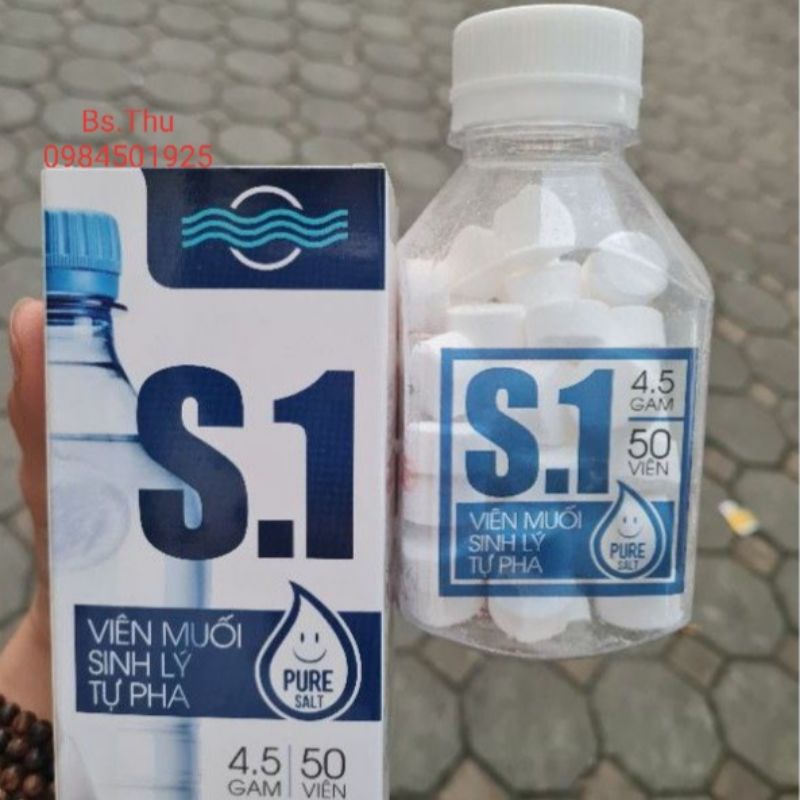 Bs.Thu
0984501925
S.1
VIÊN MUỐI
SINH LÝ
TỰ PHA
PURE
SALT
4.5
GAM
50
VIÊN
S.1
4.5
GAM
50
VIÊN
VIÊN MUỐI
SINH LÝ
TỰ PHA
PURE
SALT